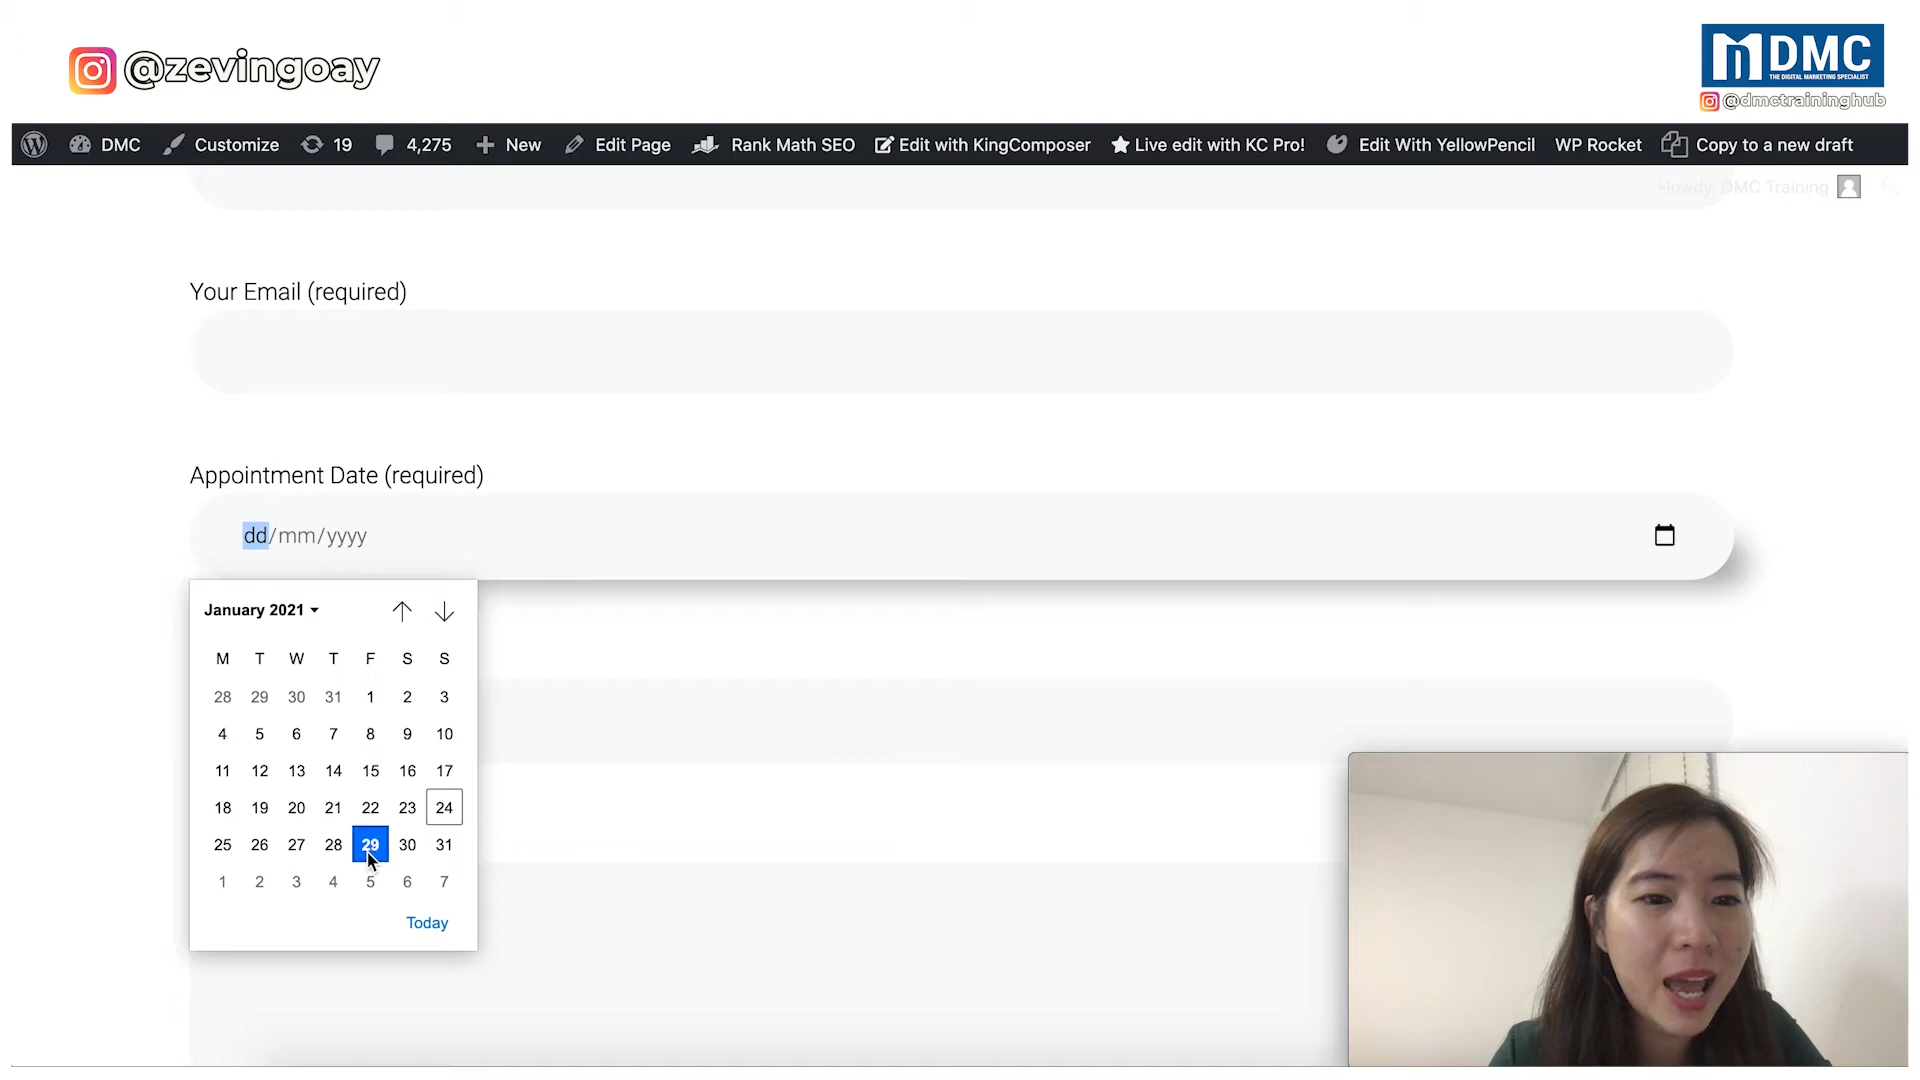 @zevingoay
DMC
THE DIGITAL MARKETING SPECIALIST
@dmctraininghub
DMC Customize 19 4,275 New Edit Page Rank Math SEO Edit with KingComposer Live edit with KC Pro! Edit With YellowPencil WP Rocket Copy to a new draft
Howdy, DMC Training
Your Email (required)
Appointment Date (required)
dd/mm/yyyy
January 2021
M T W T F S S
28 29 30 31 1 2 3
4 5 6 7 8 9 10
11 12 13 14 15 16 17
18 19 20 21 22 23 24
25 26 27 28 29 30 31
1 2 3 4 5 6 7
Today